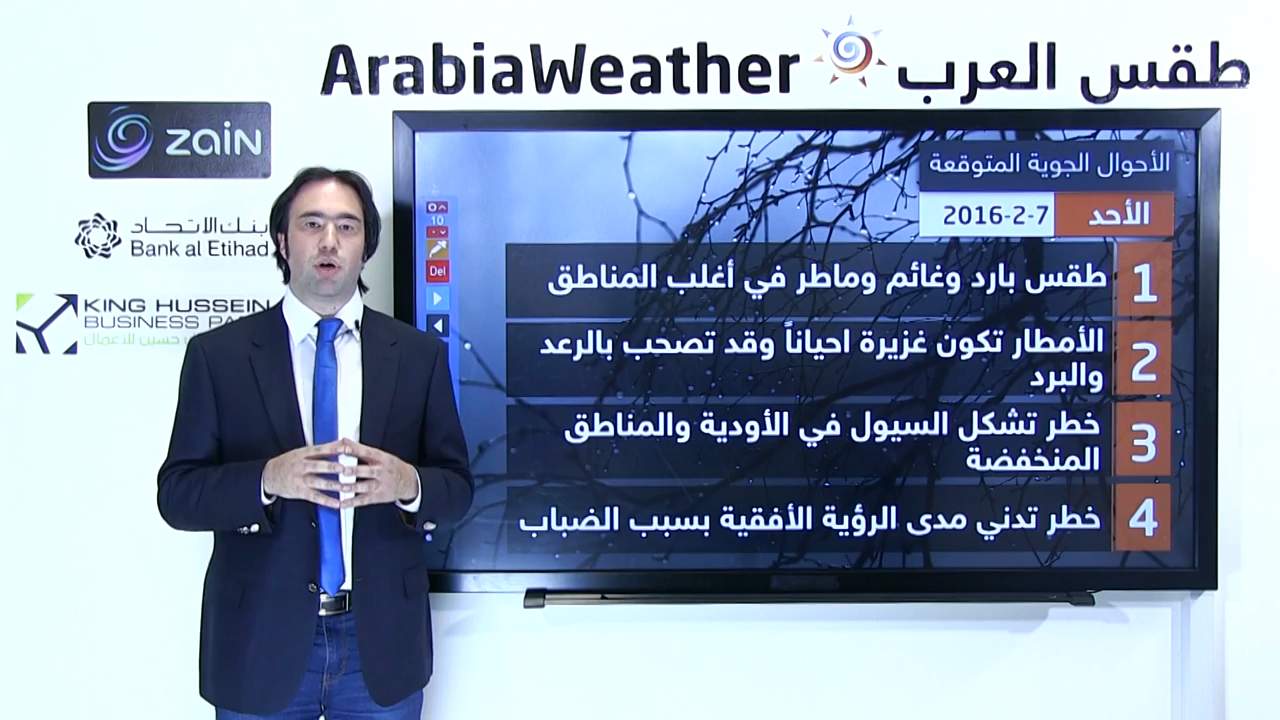 ArabiaWeather طقس العرب
zain
بنك الاتحاد
Bank al Etihad
KING HUSSEIN
BUSINESS
حسين للأعمال
الأحوال الجوية المتوقعة
الأحد 7-2-2016
10
Del
1 طقس بارد وغائم وماطر في أغلب المناطق
2 الأمطار تكون غزيرة احياناً وقد تصحب بالرعد
والبرد
3 خطر تشكل السيول في الأودية والمناطق
المنخفضة
4 خطر تدني مدى الرؤية الأفقية بسبب الضباب